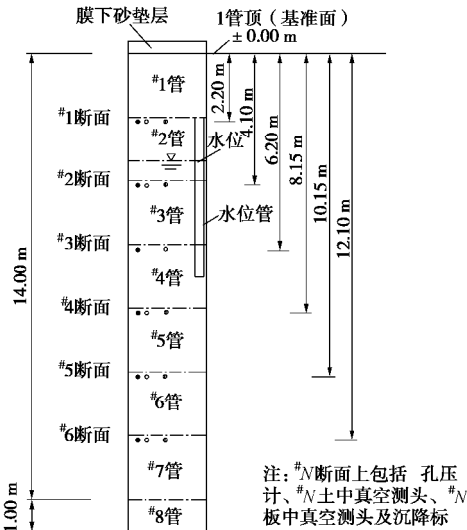 膜下砂垫层
1管顶（基准面）
± 0.00 m
#1管
2.20 m
#1断面
#2管
4.10 m
水位
6.20 m
8.15 m
#2断面
10.15 m
#3管
水位管
12.10 m
#3断面
14.00 m
#4管
#4断面
#5管
#5断面
#6管
#6断面
#7管
1.00 m
#8管
注：#N断面上包括 孔压
计、#N土中真空测头、#N
板中真空测头及沉降标